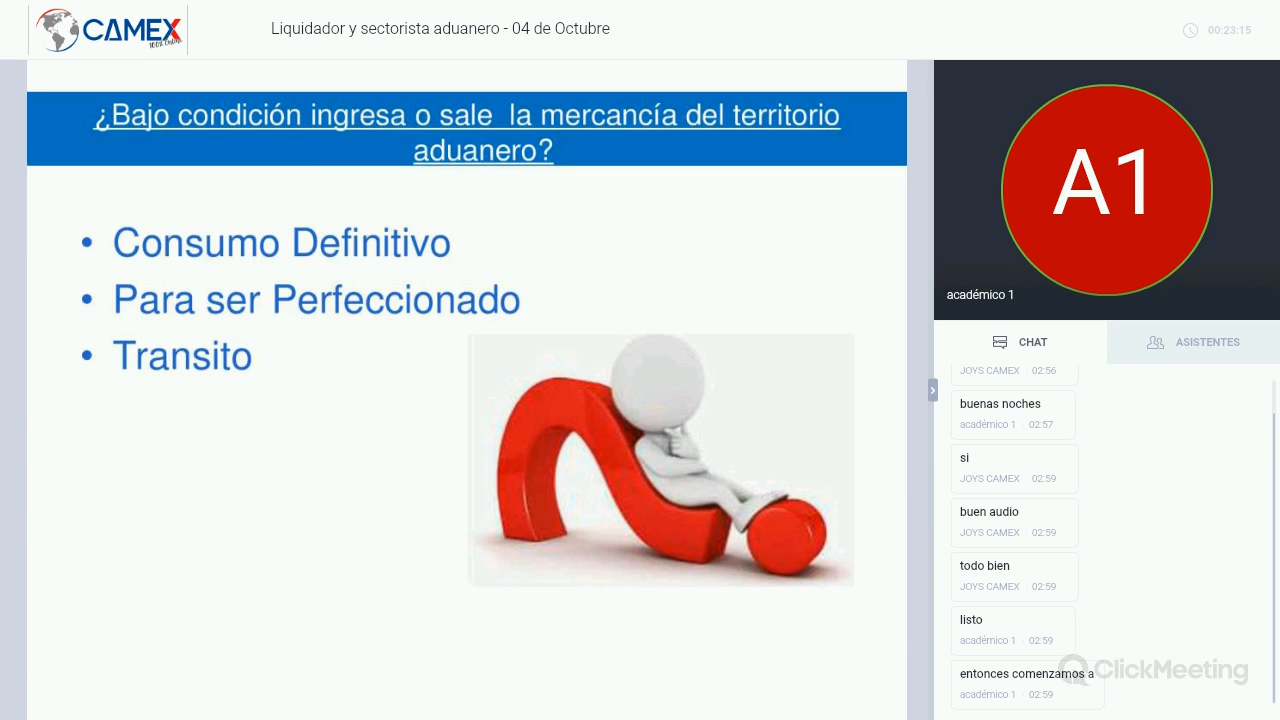 CAMEX
100% Online
Liquidador y sectorista aduanero - 04 de Octubre
00:23:15
¿Bajo condición ingresa o sale  la mercancía del territorio
aduanero?
• Consumo Definitivo
• Para ser Perfeccionado
• Transito
A1
académico 1
CHAT
ASISTENTES
JOYS CAMEX 02:56
buenas noches
académico 1 02:57
si
JOYS CAMEX 02:59
buen audio
JOYS CAMEX 02:59
todo bien
JOYS CAMEX 02:59
listo
académico 1 02:59
entonces comenzamos a
académico 1 02:59
ClickMeeting